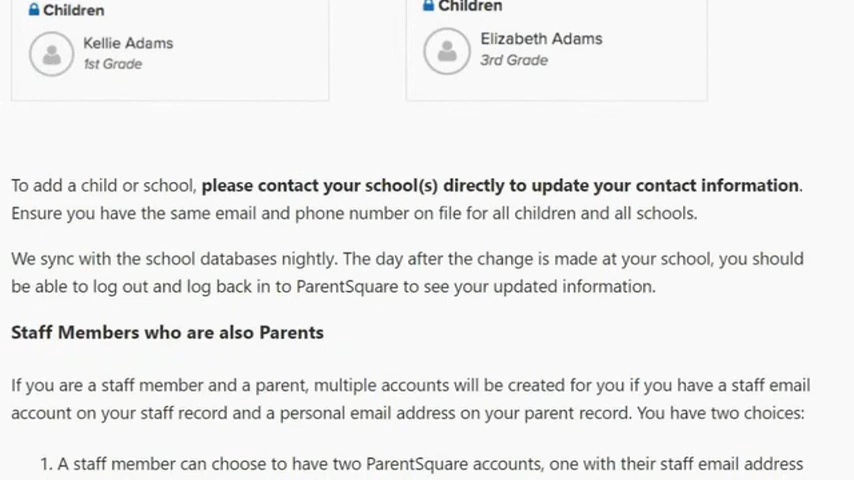 Children
Kellie Adams
1st Grade
Children
Elizabeth Adams
3rd Grade
To add a child or school, please contact your school(s) directly to update your contact information.
Ensure you have the same email and phone number on file for all children and all schools.
We sync with the school databases nightly. The day after the change is made at your school, you should
be able to log out and log back in to ParentSquare to see your updated information.
Staff Members who are also Parents
If you are a staff member and a parent, multiple accounts will be created for you if you have a staff email
account on your staff record and a personal email address on your parent record. You have two choices:
1. A staff member can choose to have two ParentSquare accounts, one with their staff email address